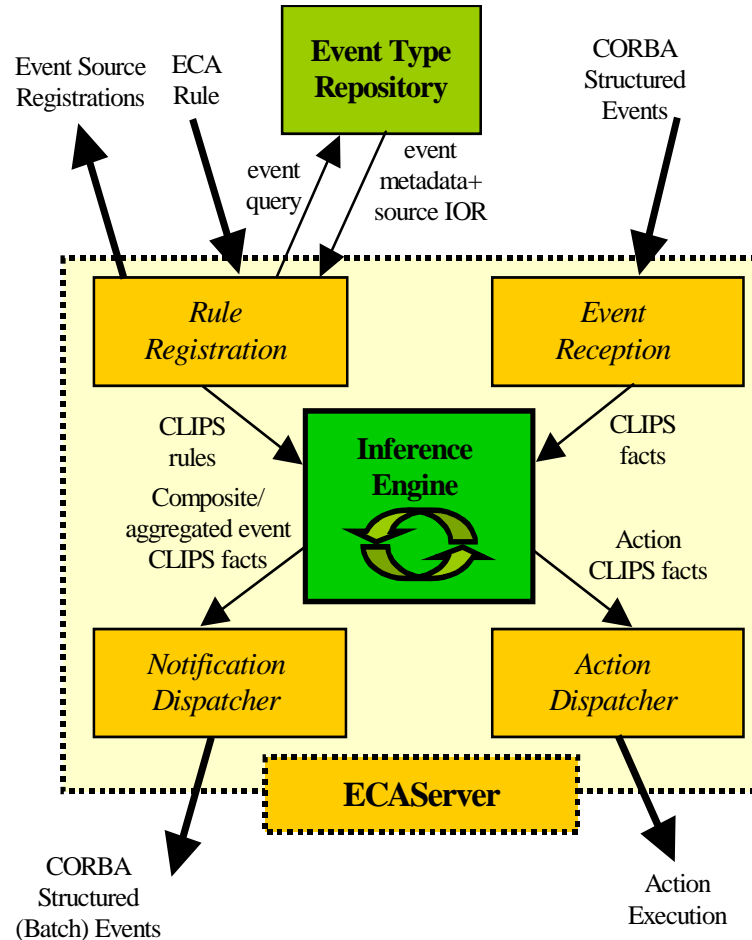 Event Source
Registrations
ECA
Rule
Event Type
Repository
CORBA
Structured
Events
event
query
event
metadata+
source IOR
Rule
Registration
Event
Reception
CLIPS
rules
Inference
Engine
CLIPS
facts
Composite/
aggregated event
CLIPS facts
Action
CLIPS facts
Notification
Dispatcher
Action
Dispatcher
ECAServer
CORBA
Structured
(Batch) Events
Action
Execution